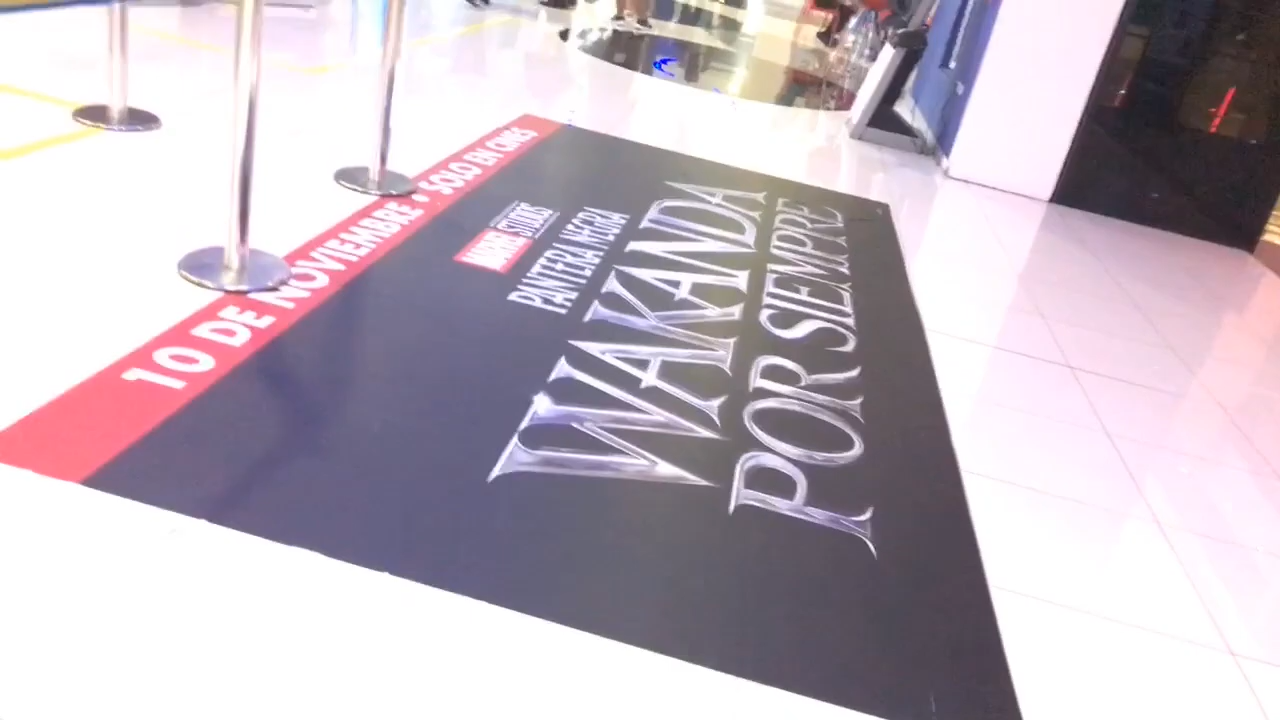 10 DE NOVIEMBRE • SOLO EN CINES
MARVEL STUDIOS
PANTERA NEGRA
WAKANDA
POR SIEMPRE